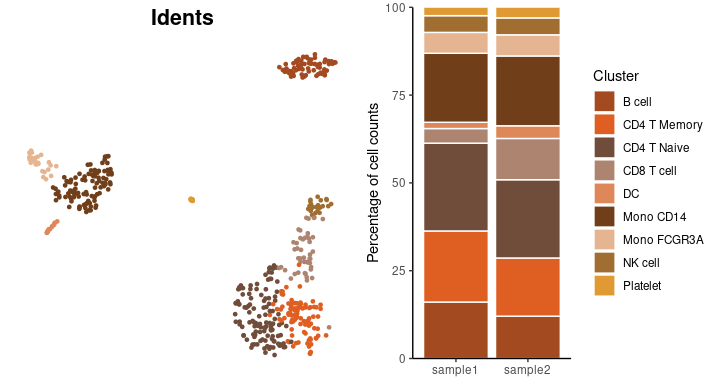 Idents
Percentage of cell counts
100
75
50
25
0
sample1
sample2
Cluster
B cell
CD4 T Memory
CD4 T Naive
CD8 T cell
DC
Mono CD14
Mono FCGR3A
NK cell
Platelet